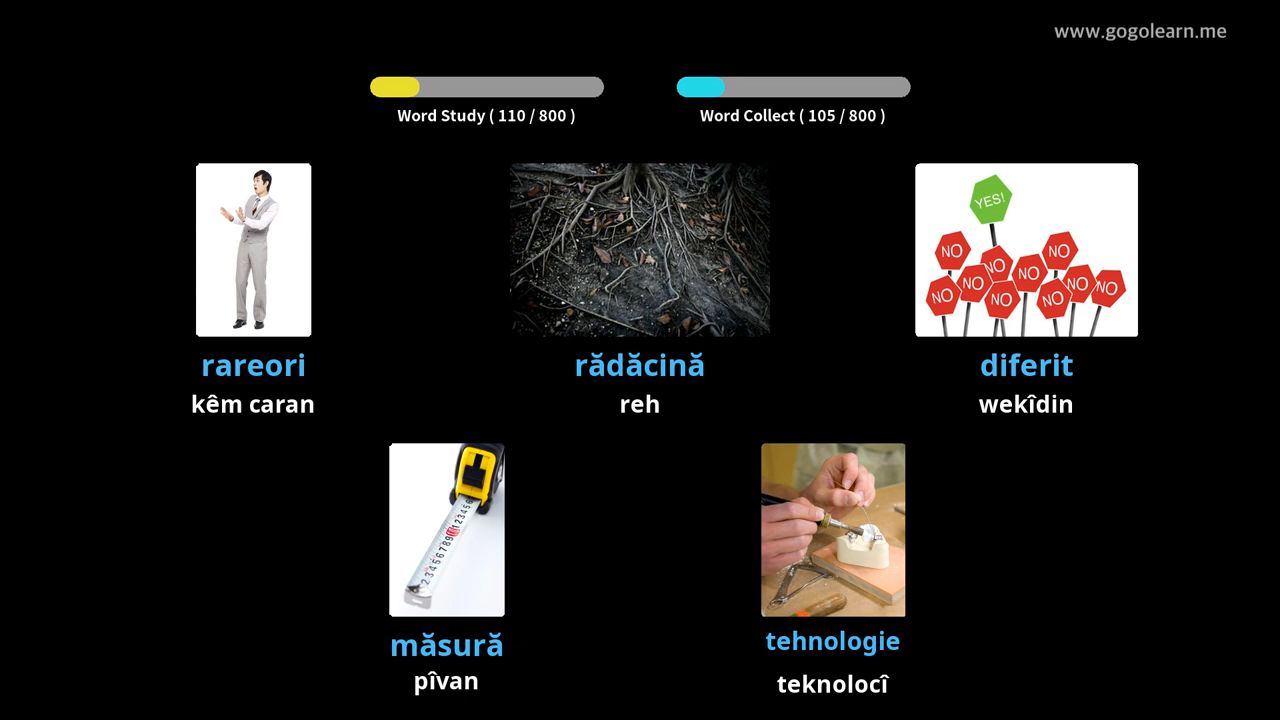 www.gogolearn.me
Word Study ( 110 / 800 )
Word Collect ( 105 / 800 )
YES!
NO
NO
NO
NO
NO
NO
NO
NO
NO
NO
rareori
rădăcină
diferit
kêm caran
reh
wekîdin
măsură
tehnologie
pîvan
teknolocî